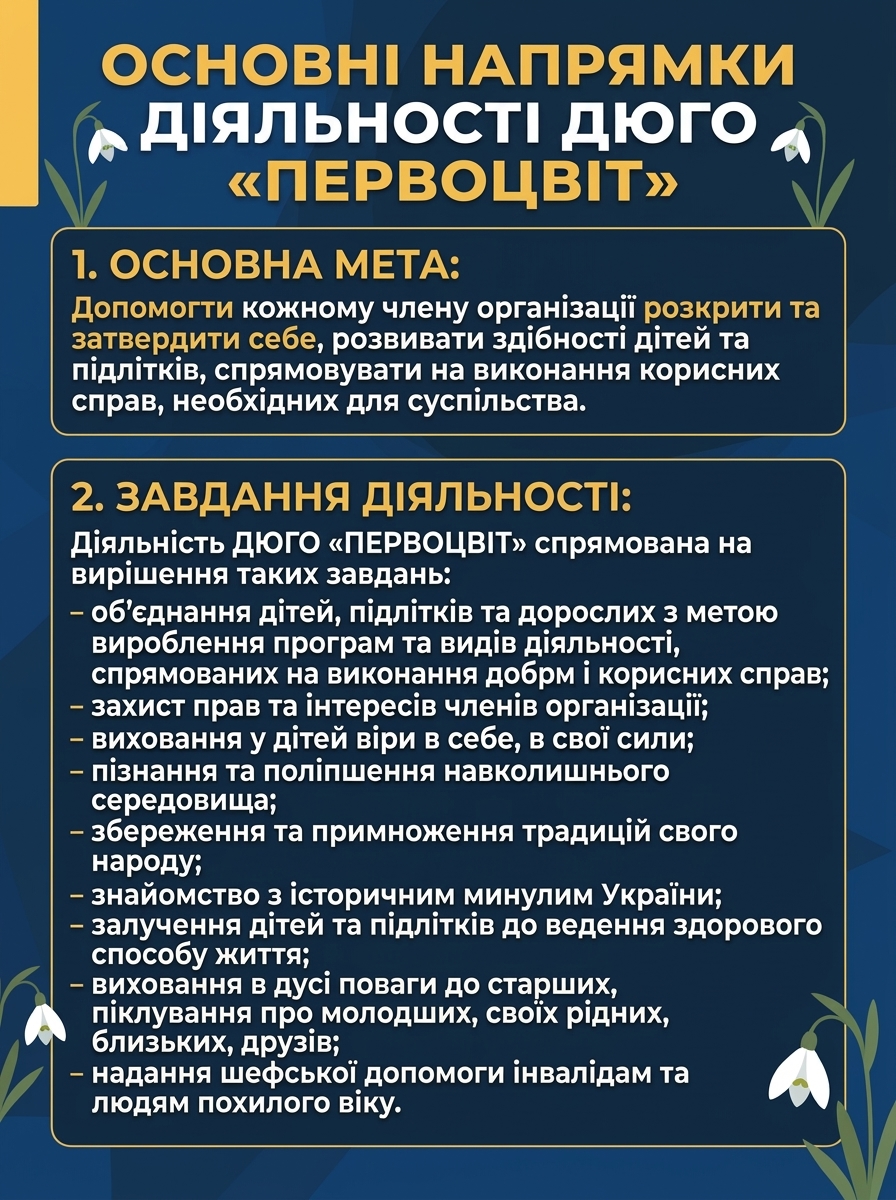 ОСНОВНІ НАПРЯМКИ
ДІЯЛЬНОСТІ ДЮГО
«ПЕРВОЦВІТ»
1. ОСНОВНА МЕТА:
Допомогти кожному члену організації розкрити та
затвердити себе, розвивати здібності дітей та
підлітків, спрямовувати на виконання корисних
справ, необхідних для суспільства.
2. ЗАВДАННЯ ДІЯЛЬНОСТІ:
Діяльність ДЮГО «ПЕРВОЦВІТ» спрямована на
вирішення таких завдань:
– об’єднання дітей, підлітків та дорослих з метою
вироблення програм та видів діяльності,
спрямованих на виконання добрм і корисних справ;
– захист прав та інтересів членів організації;
– виховання у дітей віри в себе, в свої сили;
– пізнання та поліпшення навколишнього
середовища;
– збереження та примноження традицій свого
народу;
– знайомство з історичним минулим України;
– залучення дітей та підлітків до ведення здорового
способу життя;
– виховання в дусі поваги до старших,
піклування про молодших, своїх рідних,
близьких, друзів;
– надання шефської допомоги інвалідам та
людям похилого віку.